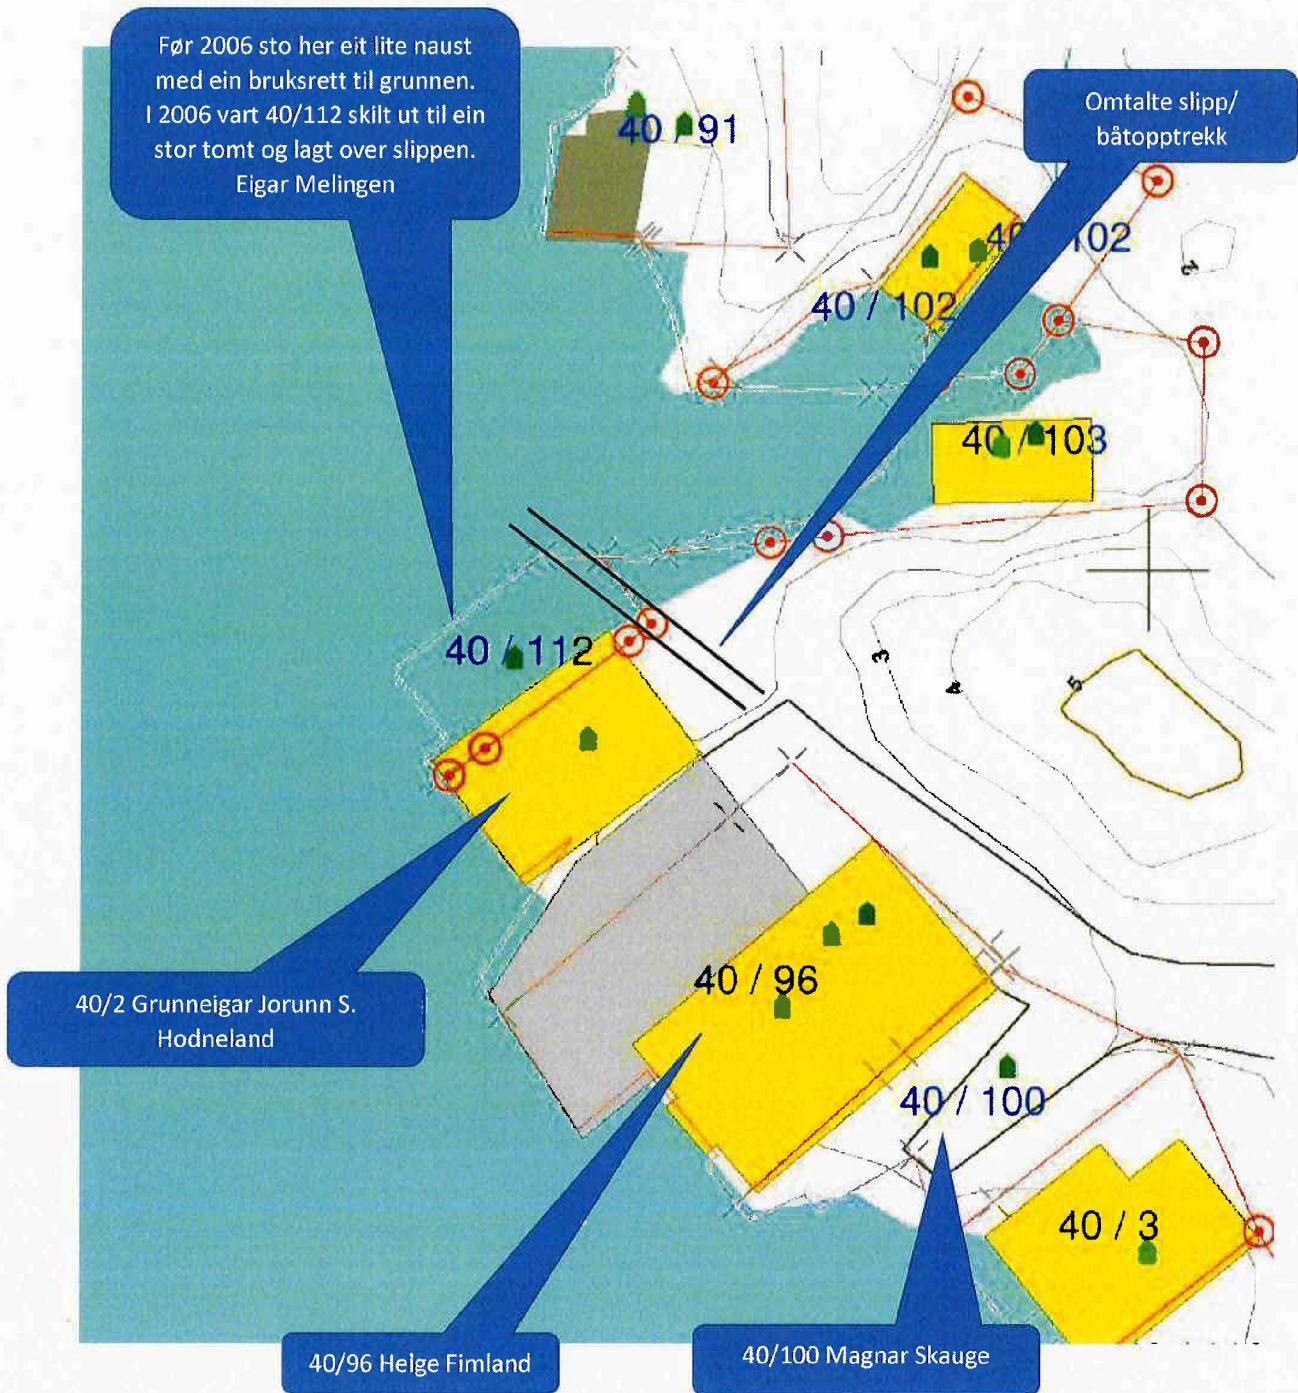 Før 2006 sto her eit lite naust
med ein bruksrett til grunnen.
I 2006 vart 40/112 skilt ut til ein
stor tomt og lagt over slippen.
Eigar Melingen
Omtalte slipp/
båtopptrekk
40 / 91
40 / 102
40 / 102
2
40 / 103
40 / 112
3
4
5
40/2 Grunneigar Jorunn S.
Hodneland
40 / 96
40 / 100
40 / 3
40/96 Helge Fimland
40/100 Magnar Skauge